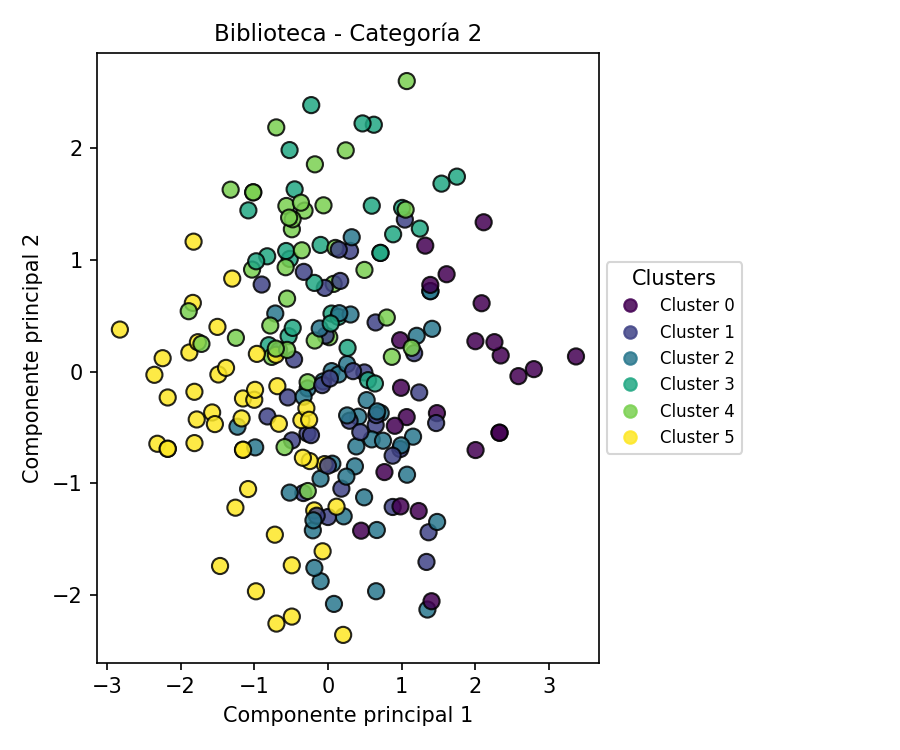 Biblioteca - Categoría 2
Componente principal 2
2
1
0
−1
−2
−3
−2
−1
0
1
2
3
Componente principal 1
Clusters
Cluster 0
Cluster 1
Cluster 2
Cluster 3
Cluster 4
Cluster 5